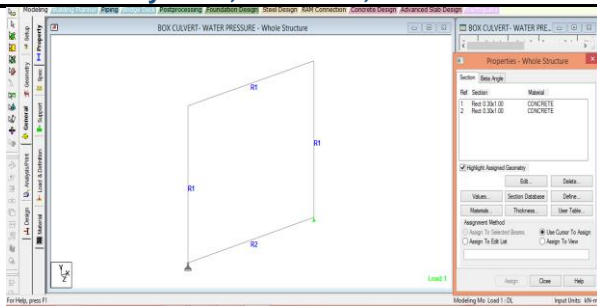 Modeling Piping Postprocessing Foundation Design Steel Design RAM Connection Concrete Design Advanced Slab Design
BOX CULVERT- WATER PRESSURE - Whole Structure
BOX CULVERT- WATER PRE...
Setup
Geometry
General
Analysis/Print
Design
Property
Spec
Support
Load & Definition
Material
R1
R1
R1
R2
Y
X
Z
Load 1
Properties - Whole Structure
Section Beta Angle
Ref Section Material
1 Rect 0.30x1.00 CONCRETE
2 Rect 0.30x1.00 CONCRETE
Highlight Assigned Geometry
Edit... Delete...
Values... Section Database Define...
Materials... Thickness... User Table...
Assignment Method
Assign To Selected Beams Use Cursor To Assign
Assign To Edit List Assign To View
Assign Close Help
For Help, press F1
Modeling Mo Load 1 : DL Input Units: kN-m